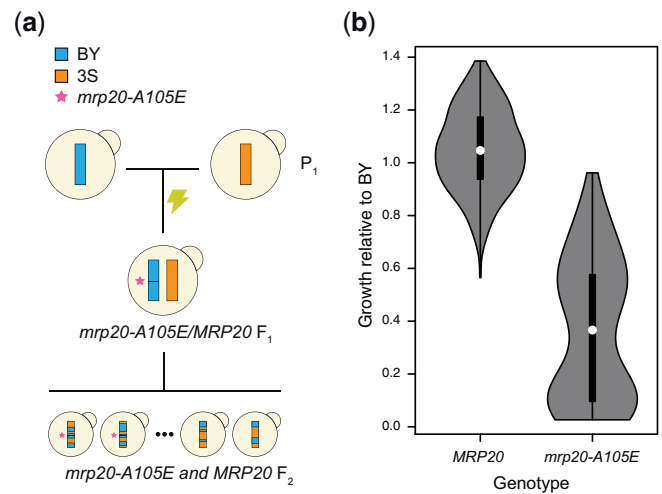 (a)
BY
3S
mrp20-A105E
P1
mrp20-A105E/MRP20 F1
•••
mrp20-A105E and MRP20 F2
(b)
Growth relative to BY
1.4
1.2
1.0
0.8
0.6
0.4
0.2
0.0
MRP20
mrp20-A105E
Genotype